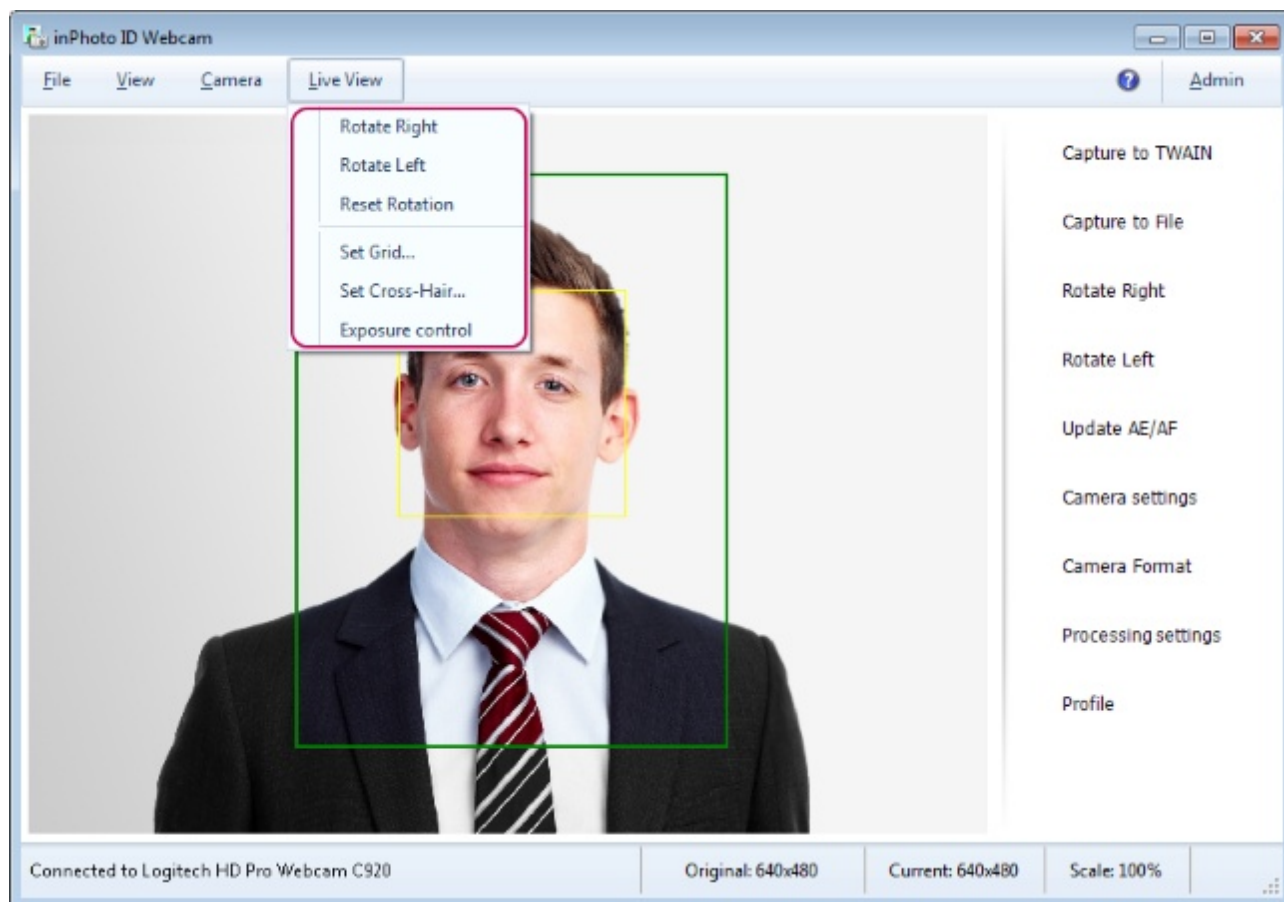 inPhoto ID Webcam
File View Camera Live View Admin
Rotate Right
Rotate Left
Reset Rotation
Set Grid...
Set Cross-Hair...
Exposure control
Capture to TWAIN
Capture to File
Rotate Right
Rotate Left
Update AE/AF
Camera settings
Camera Format
Processing settings
Profile
Connected to Logitech HD Pro Webcam C920 Original: 640x480 Current: 640x480 Scale: 100%